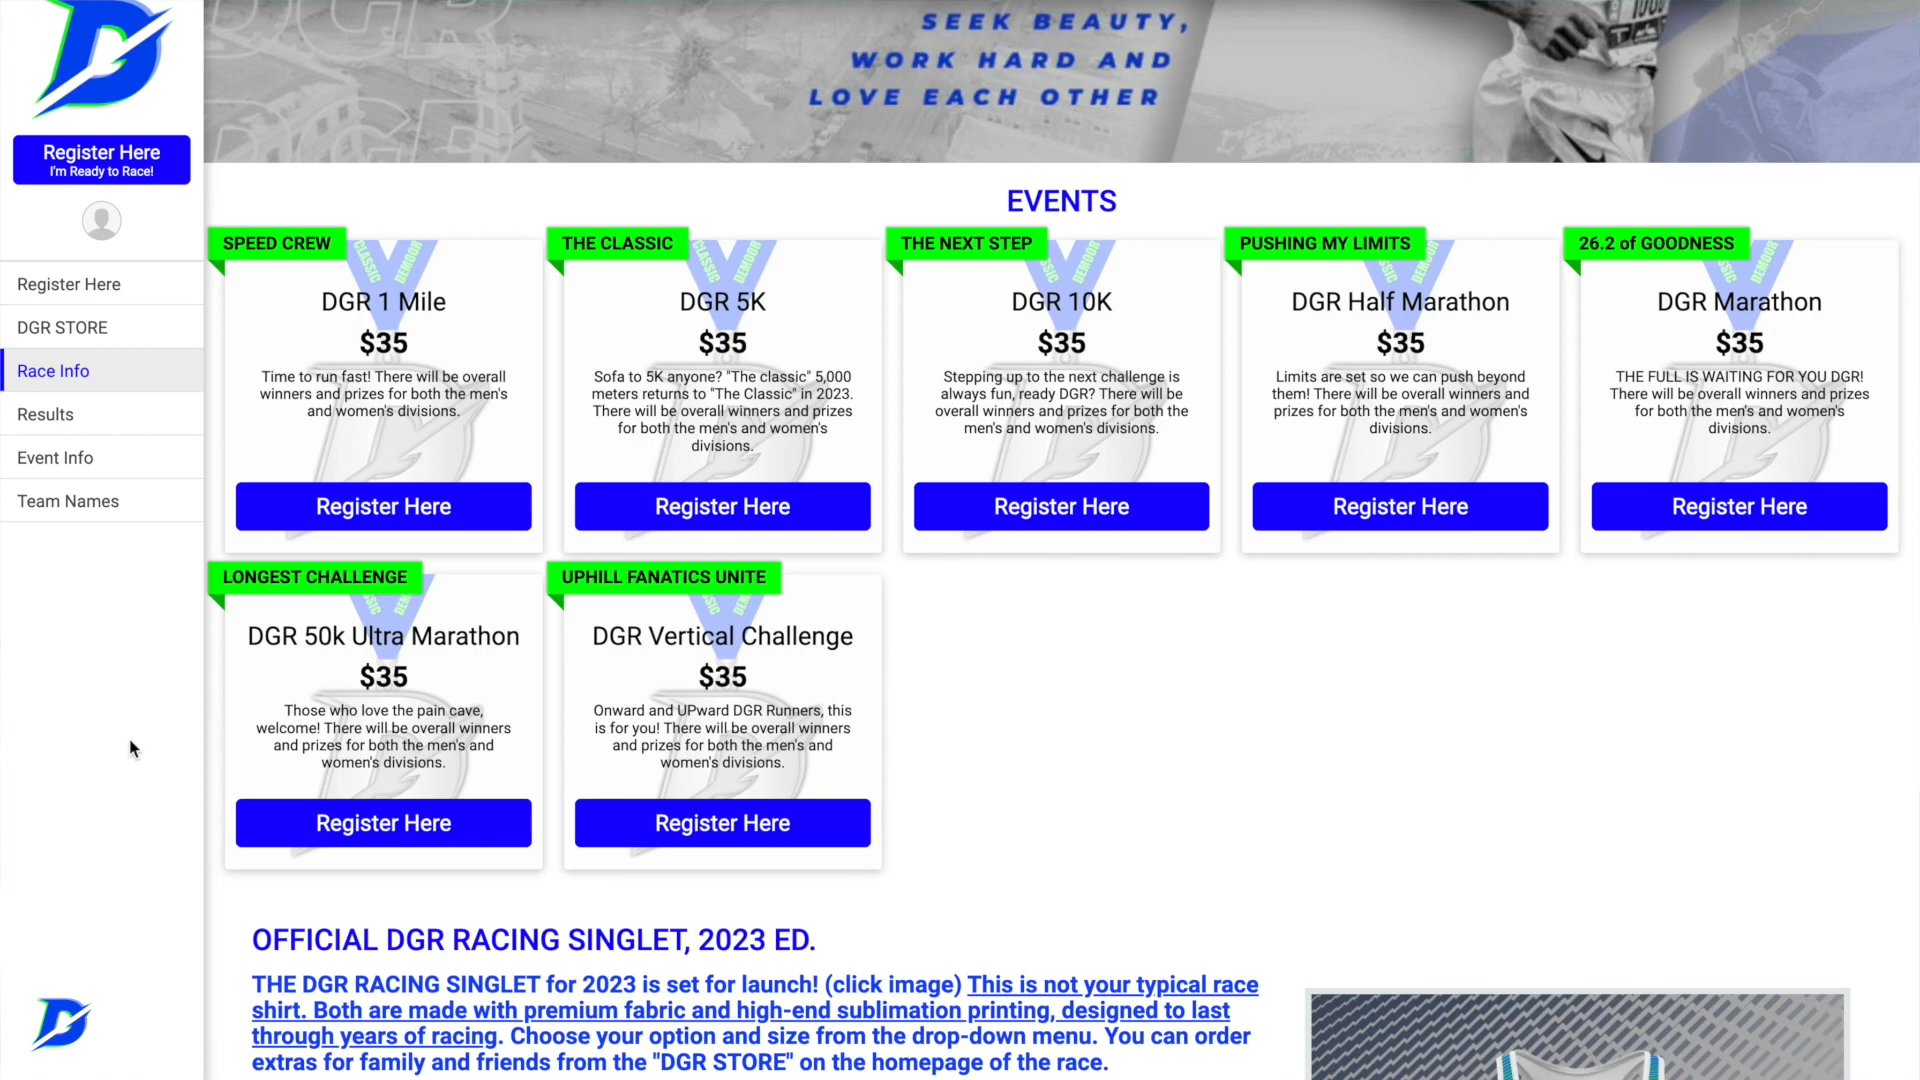 SEEK BEAUTY,
WORK HARD AND
LOVE EACH OTHER
Register Here
I'm Ready to Race!
Register Here
DGR STORE
Race Info
Results
Event Info
Team Names
EVENTS
SPEED CREW
DGR 1 Mile
$35
Time to run fast! There will be overall
winners and prizes for both the men's
and women's divisions.
Register Here
THE CLASSIC
DGR 5K
$35
Sofa to 5K anyone? "The classic" 5,000
meters returns to "The Classic" in 2023.
There will be overall winners and prizes
for both the men's and women's
divisions.
Register Here
THE NEXT STEP
DGR 10K
$35
Stepping up to the next challenge is
always fun, ready DGR? There will be
overall winners and prizes for both the
men's and women's divisions.
Register Here
PUSHING MY LIMITS
DGR Half Marathon
$35
Limits are set so we can push beyond
them! There will be overall winners and
prizes for both the men's and women's
divisions.
Register Here
26.2 of GOODNESS
DGR Marathon
$35
THE FULL IS WAITING FOR YOU DGR!
There will be overall winners and prizes
for both the men's and women's
divisions.
Register Here
LONGEST CHALLENGE
DGR 50k Ultra Marathon
$35
Those who love the pain cave,
welcome! There will be overall winners
and prizes for both the men's and
women's divisions.
Register Here
UPHILL FANATICS UNITE
DGR Vertical Challenge
$35
Onward and UPward DGR Runners, this
is for you! There will be overall winners
and prizes for both the men's and
women's divisions.
Register Here
OFFICIAL DGR RACING SINGLET, 2023 ED.
THE DGR RACING SINGLET for 2023 is set for launch! (click image) This is not your typical race
shirt. Both are made with premium fabric and high-end sublimation printing, designed to last
through years of racing. Choose your option and size from the drop-down menu. You can order
extras for family and friends from the "DGR STORE" on the homepage of the race.